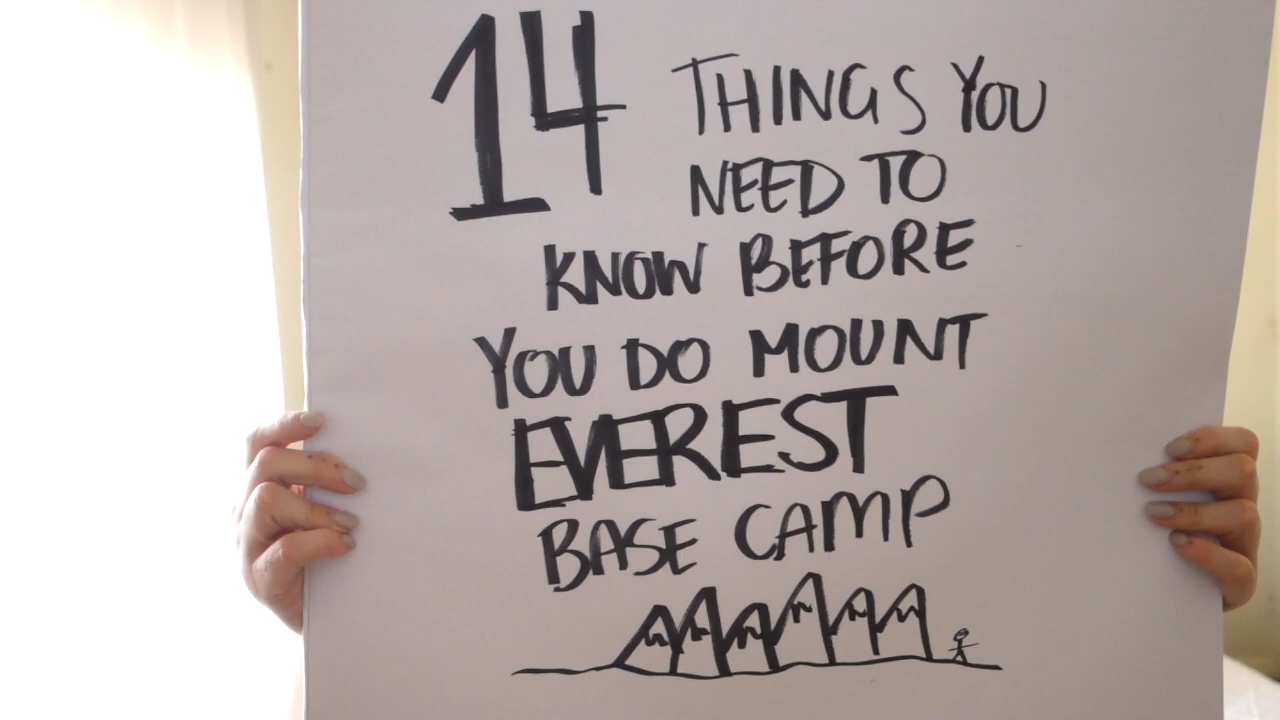 14 THINGS YOU
NEED TO
KNOW BEFORE
YOU DO MOUNT
EVEREST
BASE CAMP